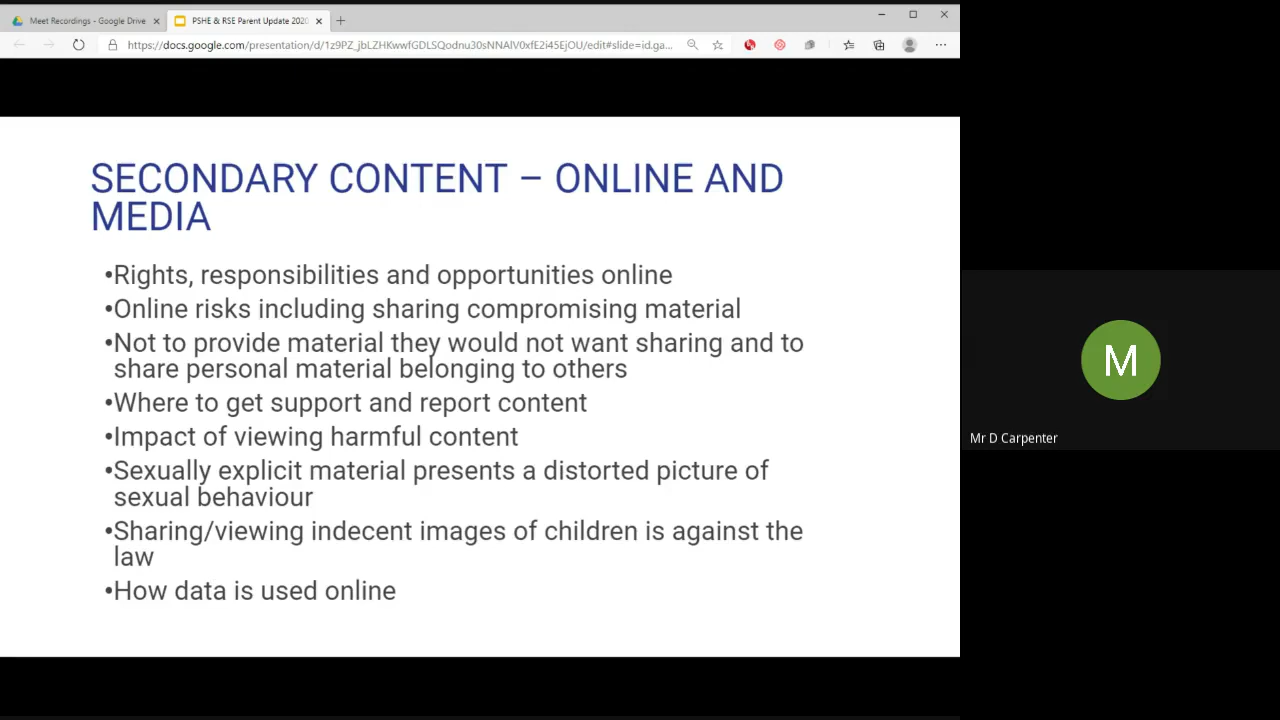 Meet Recordings - Google Drive
PSHE & RSE Parent Update 2020
https://docs.google.com/presentation/d/1z9PZ_jbLZHKwwfGDLSQodnu30sNNAlV0xfE2i45EjOU/edit#slide=id.ga...
SECONDARY CONTENT – ONLINE AND
MEDIA
•Rights, responsibilities and opportunities online
•Online risks including sharing compromising material
•Not to provide material they would not want sharing and to
share personal material belonging to others
•Where to get support and report content
•Impact of viewing harmful content
•Sexually explicit material presents a distorted picture of
sexual behaviour
•Sharing/viewing indecent images of children is against the
law
•How data is used online
M
Mr D Carpenter